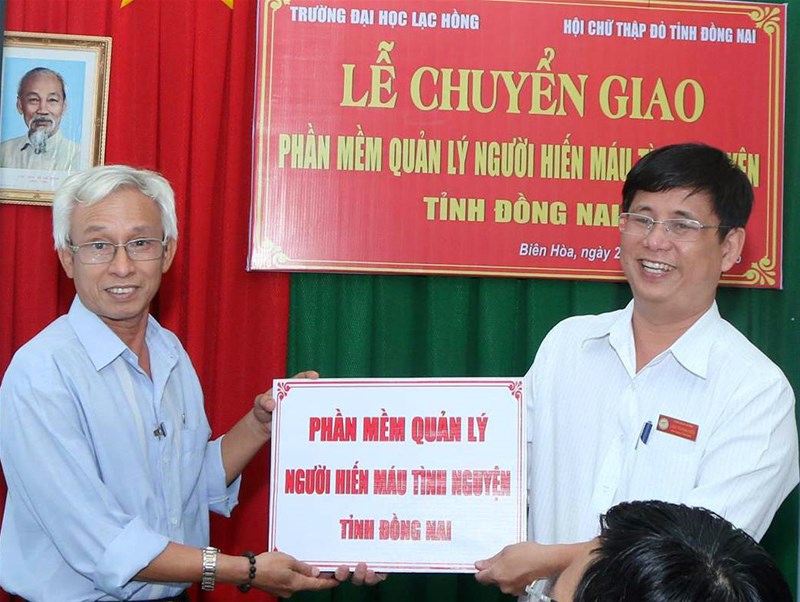 TRƯỜNG ĐẠI HỌC LẠC HỒNG
HỘI CHỮ THẬP ĐỎ TỈNH ĐỒNG NAI
LỄ CHUYỂN GIAO
PHẦN MỀM QUẢN LÝ NGƯỜI HIẾN MÁU
TỈNH ĐỒNG NAI
Biên Hòa, ngày 2
PHẦN MỀM QUẢN LÝ
NGƯỜI HIẾN MÁU TÌNH NGUYỆN
TỈNH ĐỒNG NAI